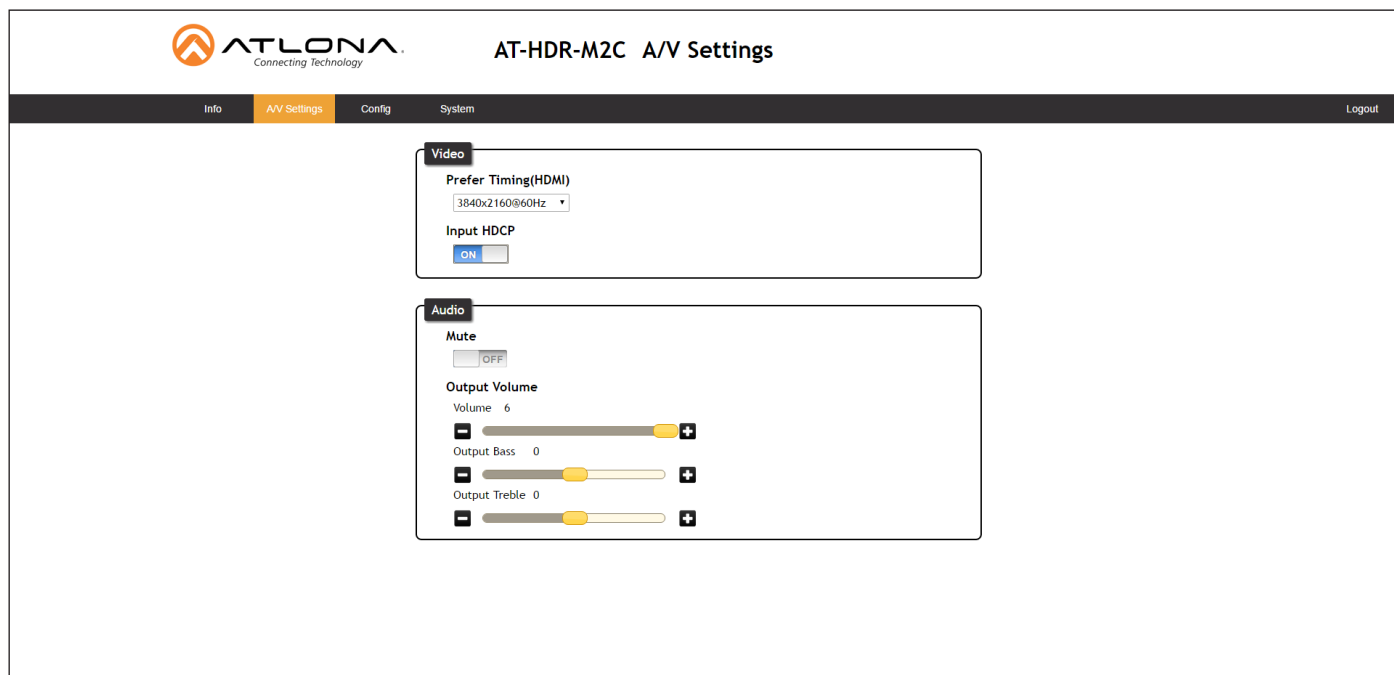 ATLONA.
Connecting Technology
AT-HDR-M2C A/V Settings
Info A/V Settings Config System Logout
Video
Prefer Timing(HDMI)
3840x2160@60Hz
Input HDCP
ON
Audio
Mute
OFF
Output Volume
Volume 6
Output Bass 0
Output Treble 0